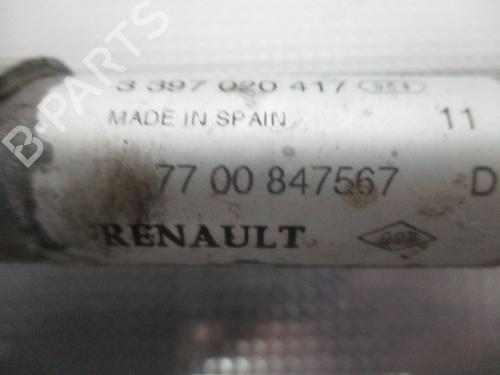 3 397 020 417
MADE IN SPAIN 11
77 00 847567 D
RENAULT
B-PARTS